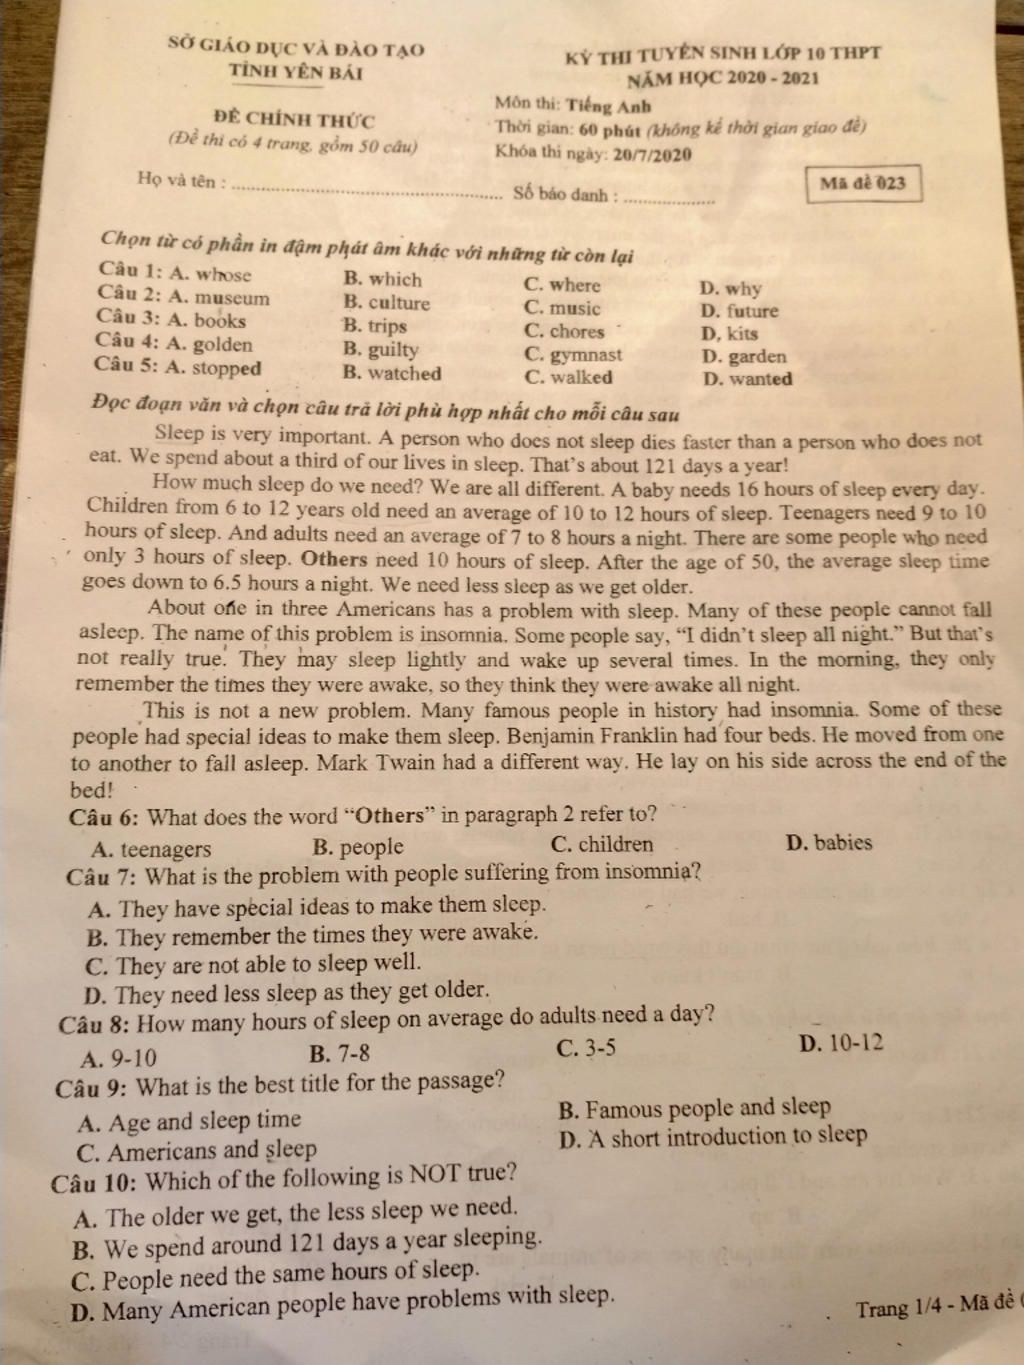 SỞ GIÁO DỤC VÀ ĐÀO TẠO
TỈNH YÊN BÁI
KỲ THI TUYỂN SINH LỚP 10 THPT
NĂM HỌC 2020 - 2021
ĐỀ CHÍNH THỨC
(Đề thi có 4 trang, gồm 50 câu)
Môn thi: Tiếng Anh
Thời gian: 60 phút (không kể thời gian giao đề)
Khóa thi ngày: 20/7/2020
Họ và tên : ............................................... Số báo danh : .................
Mã đề 023
Chọn từ có phần in đậm phát âm khác với những từ còn lại
Câu 1: A. whose B. which C. where D. why
Câu 2: A. museum B. culture C. music D. future
Câu 3: A. books B. trips C. chores D. kits
Câu 4: A. golden B. guilty C. gymnast D. garden
Câu 5: A. stopped B. watched C. walked D. wanted
Đọc đoạn văn và chọn câu trả lời phù hợp nhất cho mỗi câu sau
Sleep is very important. A person who does not sleep dies faster than a person who does not
eat. We spend about a third of our lives in sleep. That's about 121 days a year!
How much sleep do we need? We are all different. A baby needs 16 hours of sleep every day.
Children from 6 to 12 years old need an average of 10 to 12 hours of sleep. Teenagers need 9 to 10
hours of sleep. And adults need an average of 7 to 8 hours a night. There are some people who need
only 3 hours of sleep. Others need 10 hours of sleep. After the age of 50, the average sleep time
goes down to 6.5 hours a night. We need less sleep as we get older.
About one in three Americans has a problem with sleep. Many of these people cannot fall
asleep. The name of this problem is insomnia. Some people say, "I didn't sleep all night." But that's
not really true. They may sleep lightly and wake up several times. In the morning, they only
remember the times they were awake, so they think they were awake all night.
This is not a new problem. Many famous people in history had insomnia. Some of these
people had special ideas to make them sleep. Benjamin Franklin had four beds. He moved from one
to another to fall asleep. Mark Twain had a different way. He lay on his side across the end of the
bed!
Câu 6: What does the word "Others" in paragraph 2 refer to?
A. teenagers B. people C. children D. babies
Câu 7: What is the problem with people suffering from insomnia?
A. They have special ideas to make them sleep.
B. They remember the times they were awake.
C. They are not able to sleep well.
D. They need less sleep as they get older.
Câu 8: How many hours of sleep on average do adults need a day?
A. 9-10 B. 7-8 C. 3-5 D. 10-12
Câu 9: What is the best title for the passage?
A. Age and sleep time B. Famous people and sleep
C. Americans and sleep D. A short introduction to sleep
Câu 10: Which of the following is NOT true?
A. The older we get, the less sleep we need.
B. We spend around 121 days a year sleeping.
C. People need the same hours of sleep.
D. Many American people have problems with sleep.
Trang 1/4 - Mã đề